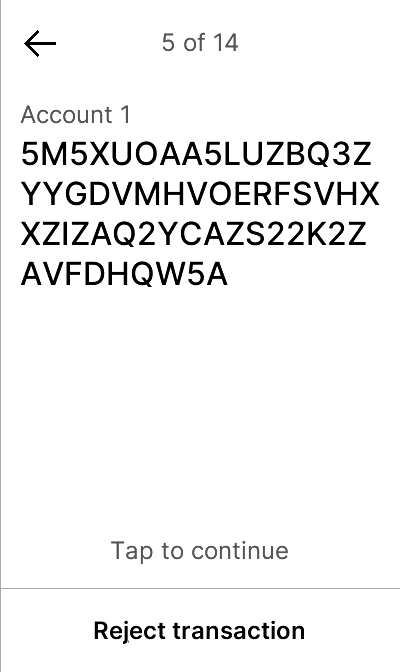 5 of 14
Account 1
5M5XUOAA5LUZBQ3Z
YYGDVMHVOERFSVHX
XZIZAQ2YCAZS22K2Z
AVFDHQW5A
Tap to continue
Reject transaction